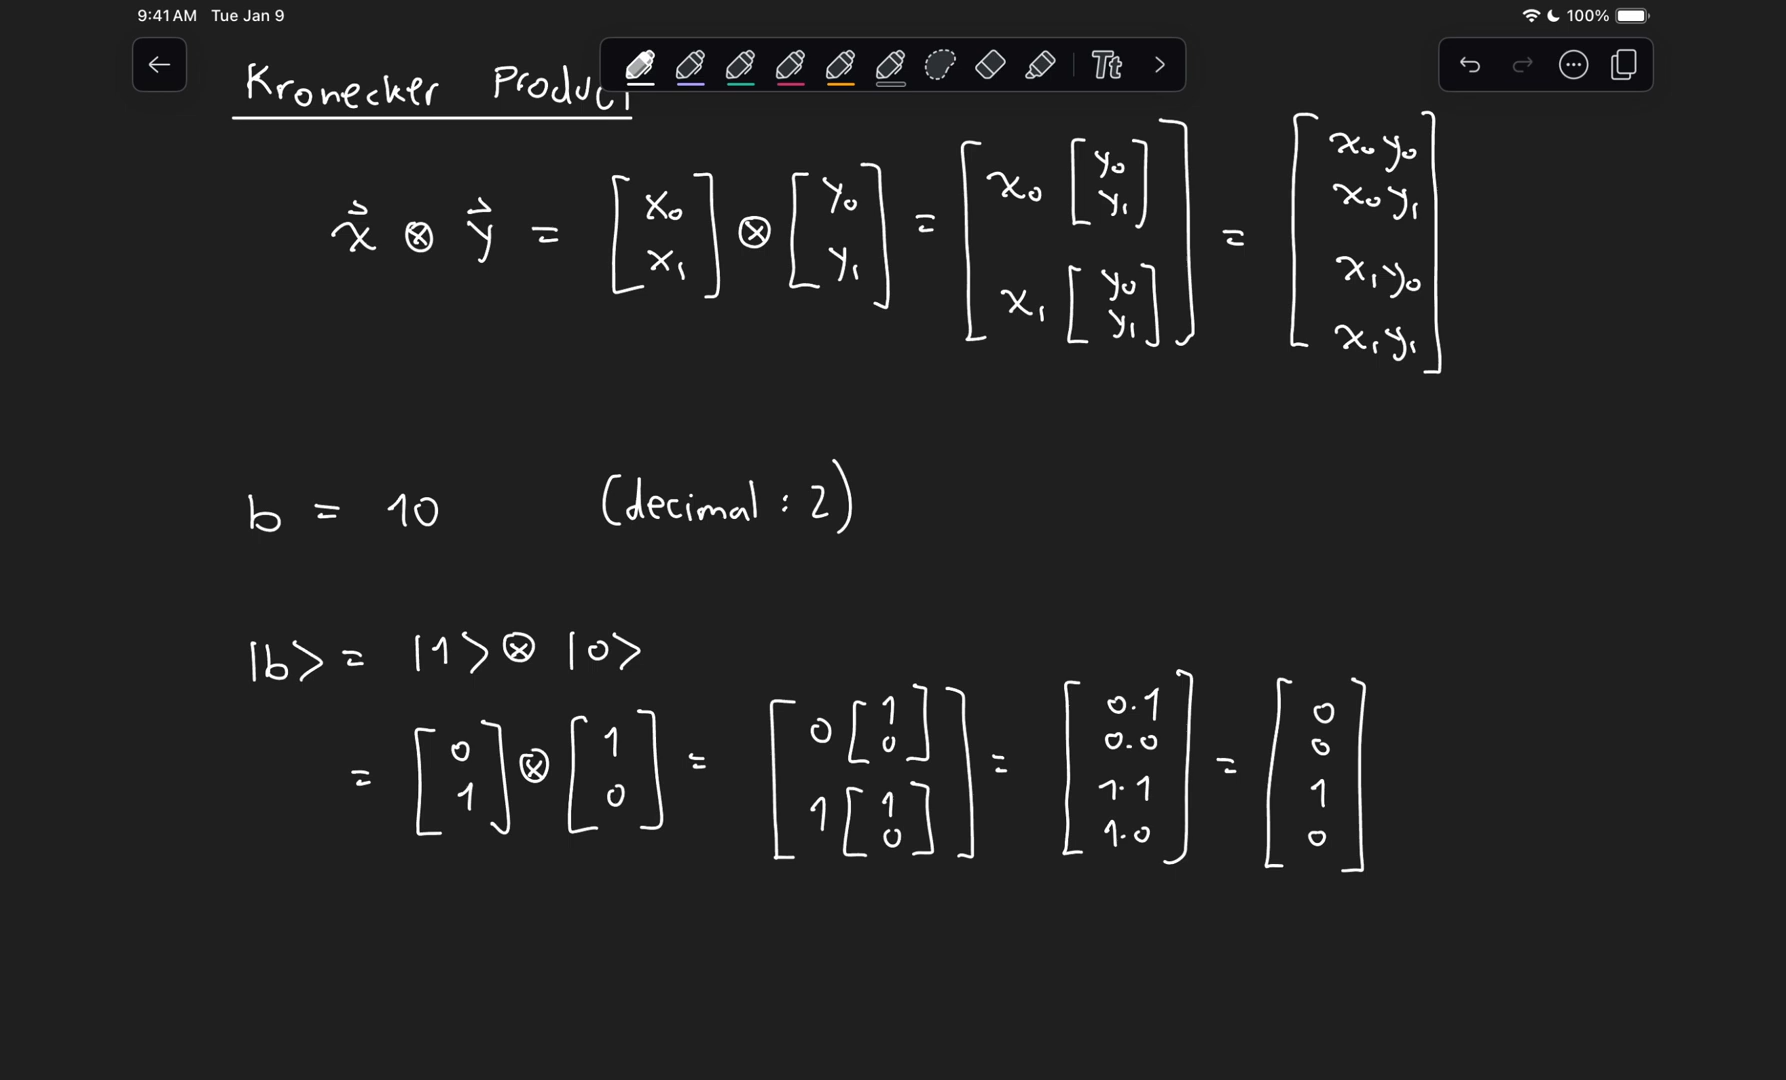 9:41 AM Tue Jan 9 100%
Tt
Kronecker Product
x⃗ ⊗ y⃗ = [x₀ x₁] ⊗ [y₀ y₁] = [x₀ [y₀ y₁] x₁ [y₀ y₁]] = [x₀y₀ x₀y₁ x₁y₀ x₁y₁]
b = 10 (decimal : 2)
|b> = |1> ⊗ |0>
= [0 1] ⊗ [1 0] = [0 [1 0] 1 [1 0]] = [0.1 0.0 1.1 1.0] = [0 0 1 0]